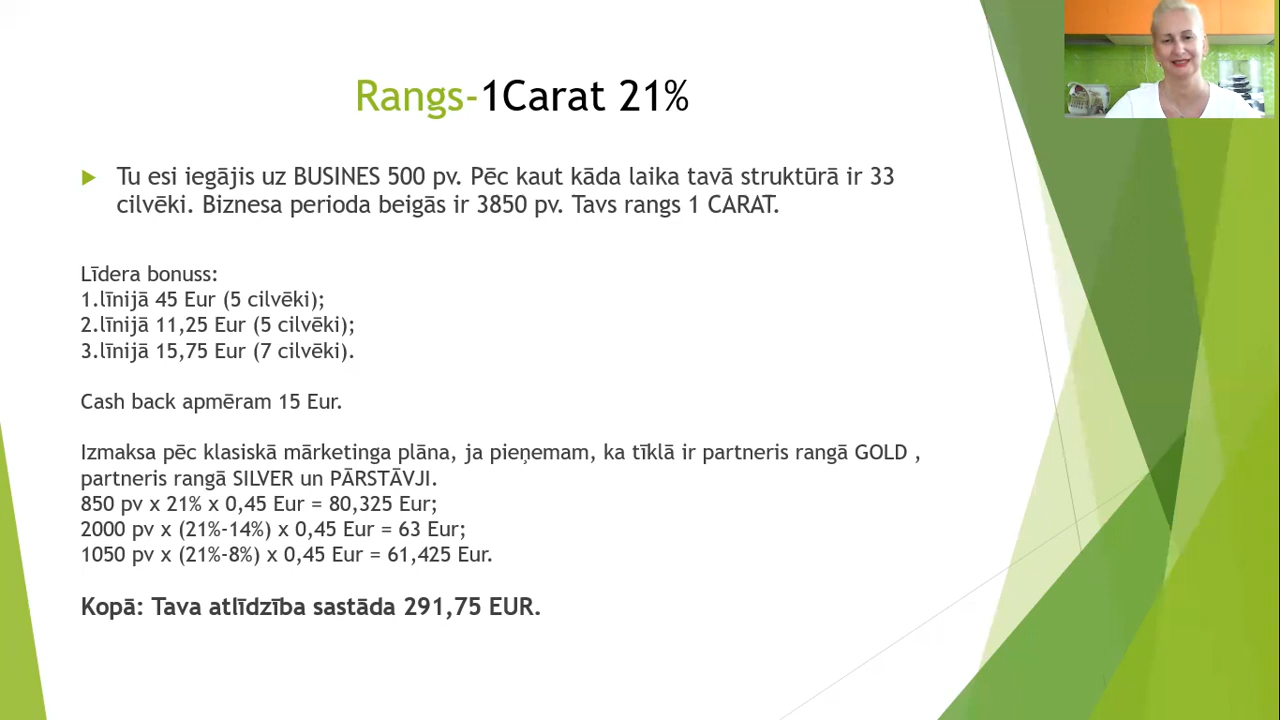 Rangs-1Carat 21%
Tu esi iegājis uz BUSINES 500 pv. Pēc kaut kāda laika tavā struktūrā ir 33
cilvēki. Biznesa perioda beigās ir 3850 pv. Tavs rangs 1 CARAT.
Līdera bonuss:
1.līnijā 45 Eur (5 cilvēki);
2.līnijā 11,25 Eur (5 cilvēki);
3.līnijā 15,75 Eur (7 cilvēki).
Cash back apmēram 15 Eur.
Izmaksa pēc klasiskā mārketinga plāna, ja pieņemam, ka tīklā ir partneris rangā GOLD ,
partneris rangā SILVER un PĀRSTĀVJI.
850 pv x 21% x 0,45 Eur = 80,325 Eur;
2000 pv x (21%-14%) x 0,45 Eur = 63 Eur;
1050 pv x (21%-8%) x 0,45 Eur = 61,425 Eur.
Kopā: Tava atlīdzība sastāda 291,75 EUR.